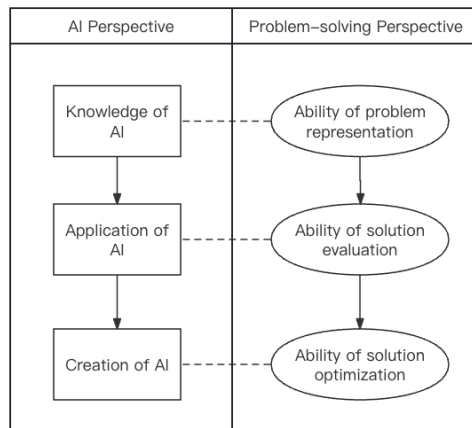 AI Perspective
Problem-solving Perspective
Knowledge of
AI
Ability of problem
representation
Application of
AI
Ability of solution
evaluation
Creation of AI
Ability of solution
optimization